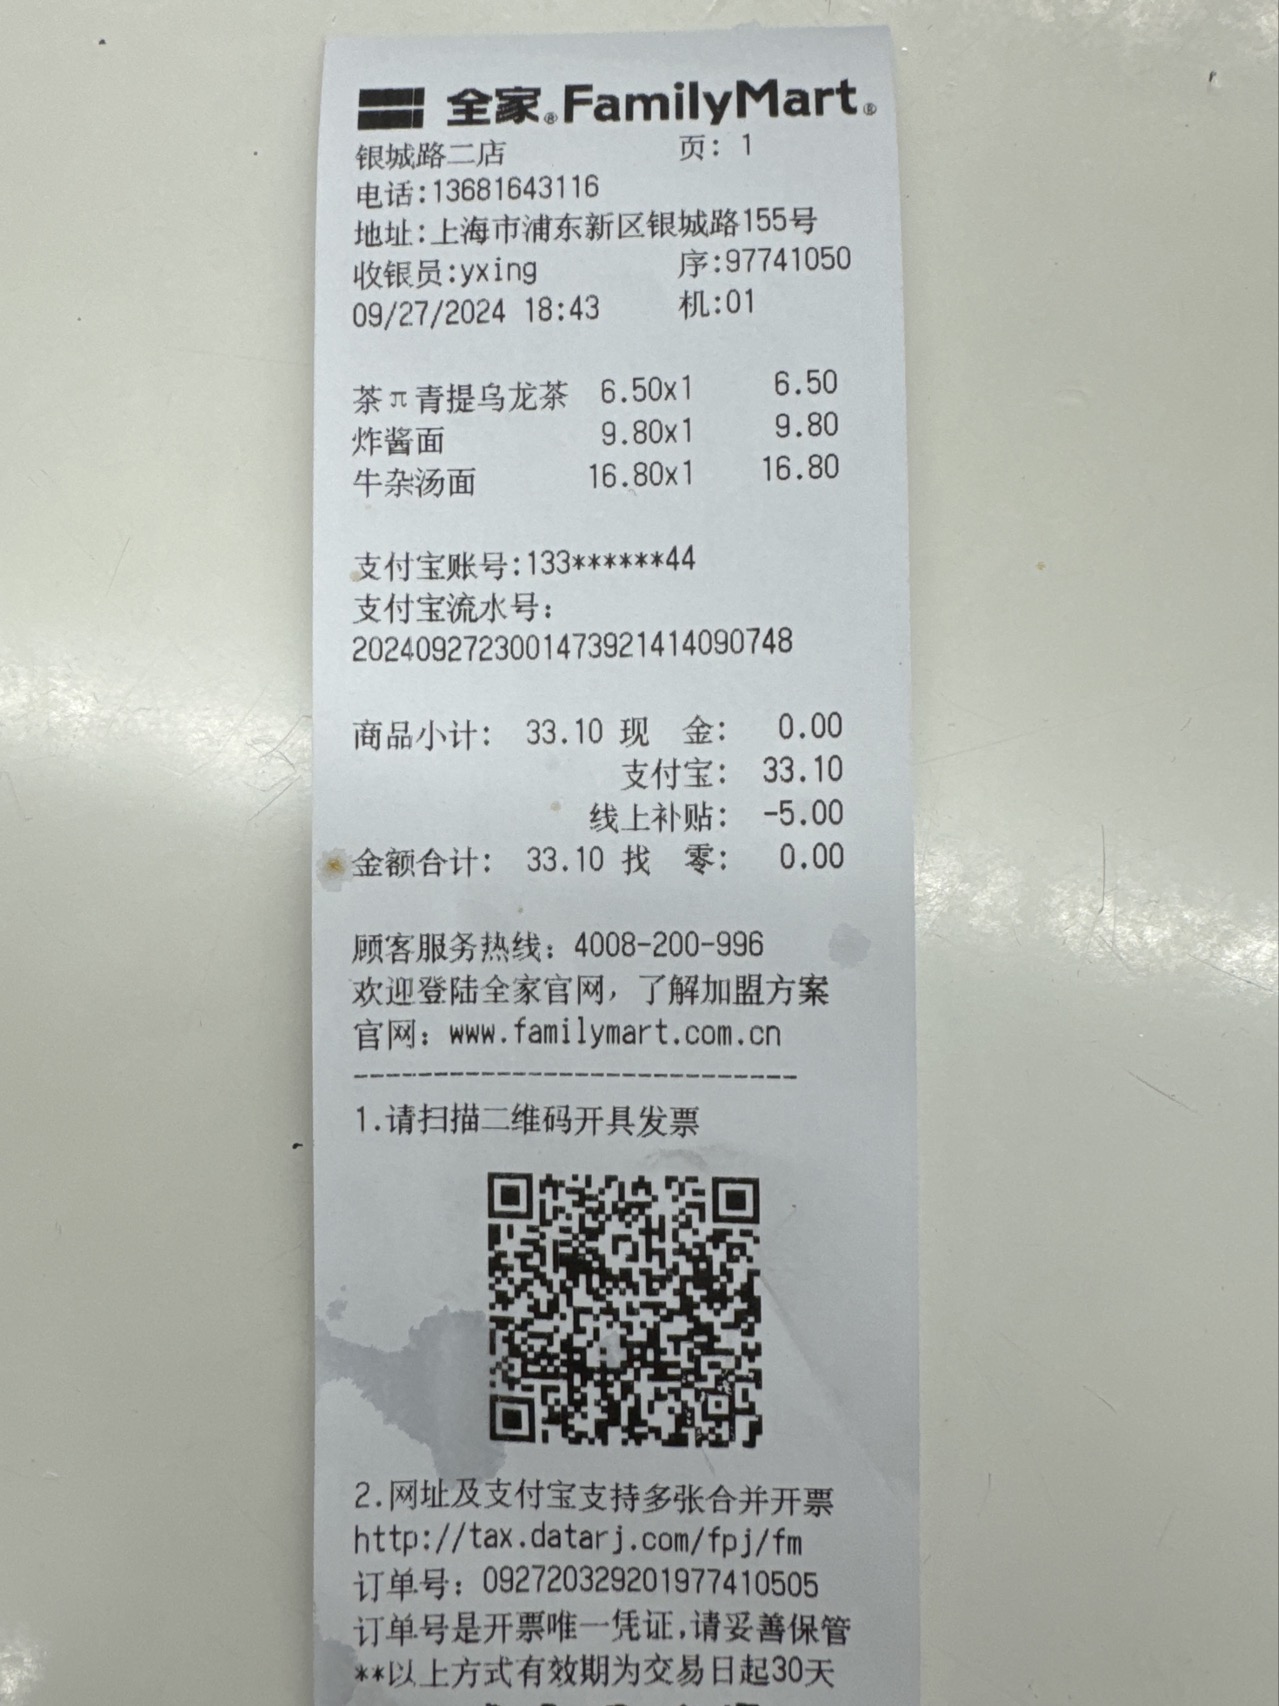 全家® FamilyMart®
银城路二店 页: 1
电话:13681643116
地址:上海市浦东新区银城路155号
收银员:yxing 序:97741050
09/27/2024 18:43 机:01
茶π青提乌龙茶 6.50x1 6.50
炸酱面 9.80x1 9.80
牛杂汤面 16.80x1 16.80
支付宝账号:133******44
支付宝流水号:
2024092723001473921414090748
商品小计: 33.10 现 金: 0.00
支付宝: 33.10
线上补贴: -5.00
金额合计: 33.10 找 零: 0.00
顾客服务热线: 4008-200-996
欢迎登陆全家官网, 了解加盟方案
官网: www.familymart.com.cn
----------------------------
1.请扫描二维码开具发票
2.网址及支付宝支持多张合并开票
http://tax.datarj.com/fpj/fm
订单号: 092720329201977410505
订单号是开票唯一凭证,请妥善保管
**以上方式有效期为交易日起30天